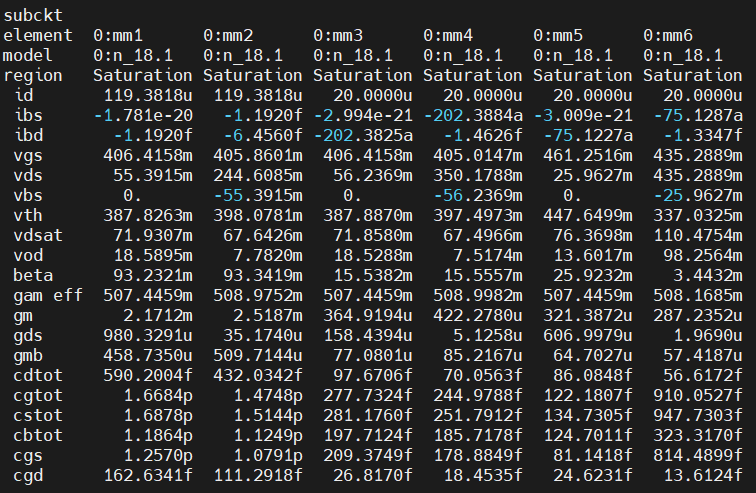 subckt
element 0:mm1 0:mm2 0:mm3 0:mm4 0:mm5 0:mm6
model 0:n_18.1 0:n_18.1 0:n_18.1 0:n_18.1 0:n_18.1 0:n_18.1
region Saturation Saturation Saturation Saturation Saturation Saturation
id 119.3818u 119.3818u 20.0000u 20.0000u 20.0000u 20.0000u
ibs -1.781e-20 -1.1920f -2.994e-21 -202.3884a -3.009e-21 -75.1287a
ibd -1.1920f -6.4560f -202.3825a -1.4626f -75.1227a -1.3347f
vgs 406.4158m 405.8601m 406.4158m 405.0147m 461.2516m 435.2889m
vds 55.3915m 244.6085m 56.2369m 350.1788m 25.9627m 435.2889m
vbs 0. -55.3915m 0. -56.2369m 0. -25.9627m
vth 387.8263m 398.0781m 387.8870m 397.4973m 447.6499m 337.0325m
vdsat 71.9307m 67.6426m 71.8580m 67.4966m 76.3698m 110.4754m
vod 18.5895m 7.7820m 18.5288m 7.5174m 13.6017m 98.2564m
beta 93.2321m 93.3419m 15.5382m 15.5557m 25.9232m 3.4432m
gam eff 507.4459m 508.9752m 507.4459m 508.9982m 507.4459m 508.1685m
gm 2.1712m 2.5187m 364.9194u 422.2780u 321.3872u 287.2352u
gds 980.3291u 35.1740u 158.4394u 5.1258u 606.9979u 1.9690u
gmb 458.7350u 509.7144u 77.0801u 85.2167u 64.7027u 57.4187u
cdtot 590.2004f 432.0342f 97.6706f 70.0563f 86.0848f 56.6172f
cgtot 1.6684p 1.4748p 277.7324f 244.9788f 122.1807f 910.0527f
cstot 1.6878p 1.5144p 281.1760f 251.7912f 134.7305f 947.7303f
cbtot 1.1864p 1.1249p 197.7124f 185.7178f 124.7011f 323.3170f
cgs 1.2570p 1.0791p 209.3749f 178.8849f 81.1418f 814.4899f
cgd 162.6341f 111.2918f 26.8170f 18.4535f 24.6231f 13.6124f